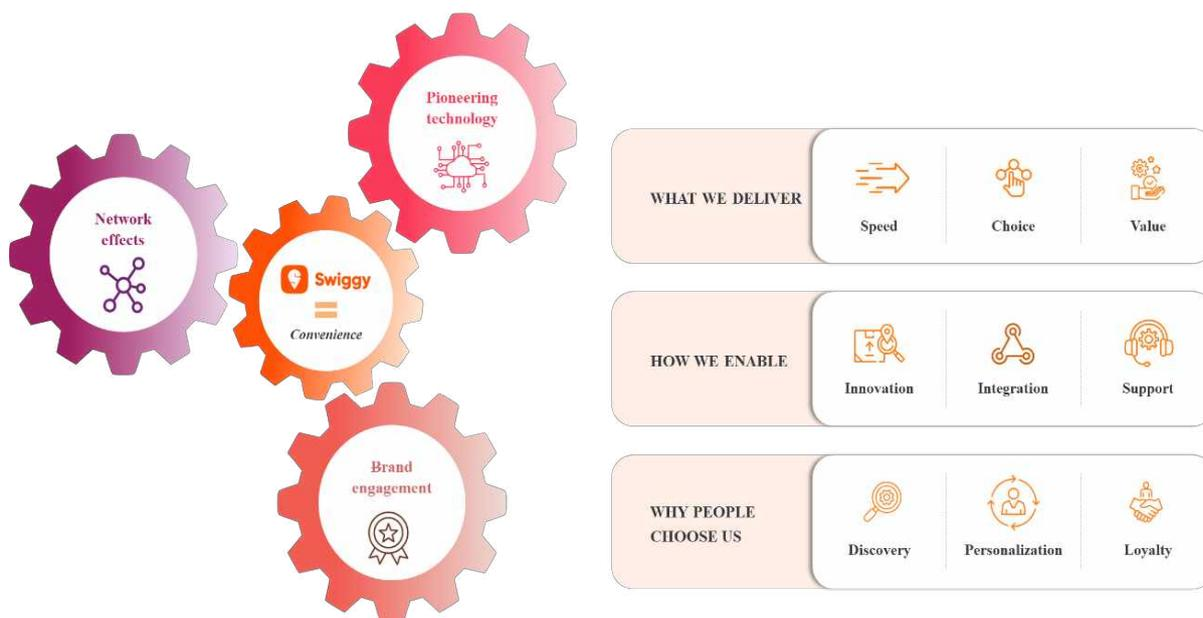 Pioneering
technology
Network
effects
Swiggy
=
Convenience
Brand
engagement
WHAT WE DELIVER
Speed
Choice
Value
HOW WE ENABLE
Innovation
Integration
Support
WHY PEOPLE
CHOOSE US
Discovery
Personalization
Loyalty